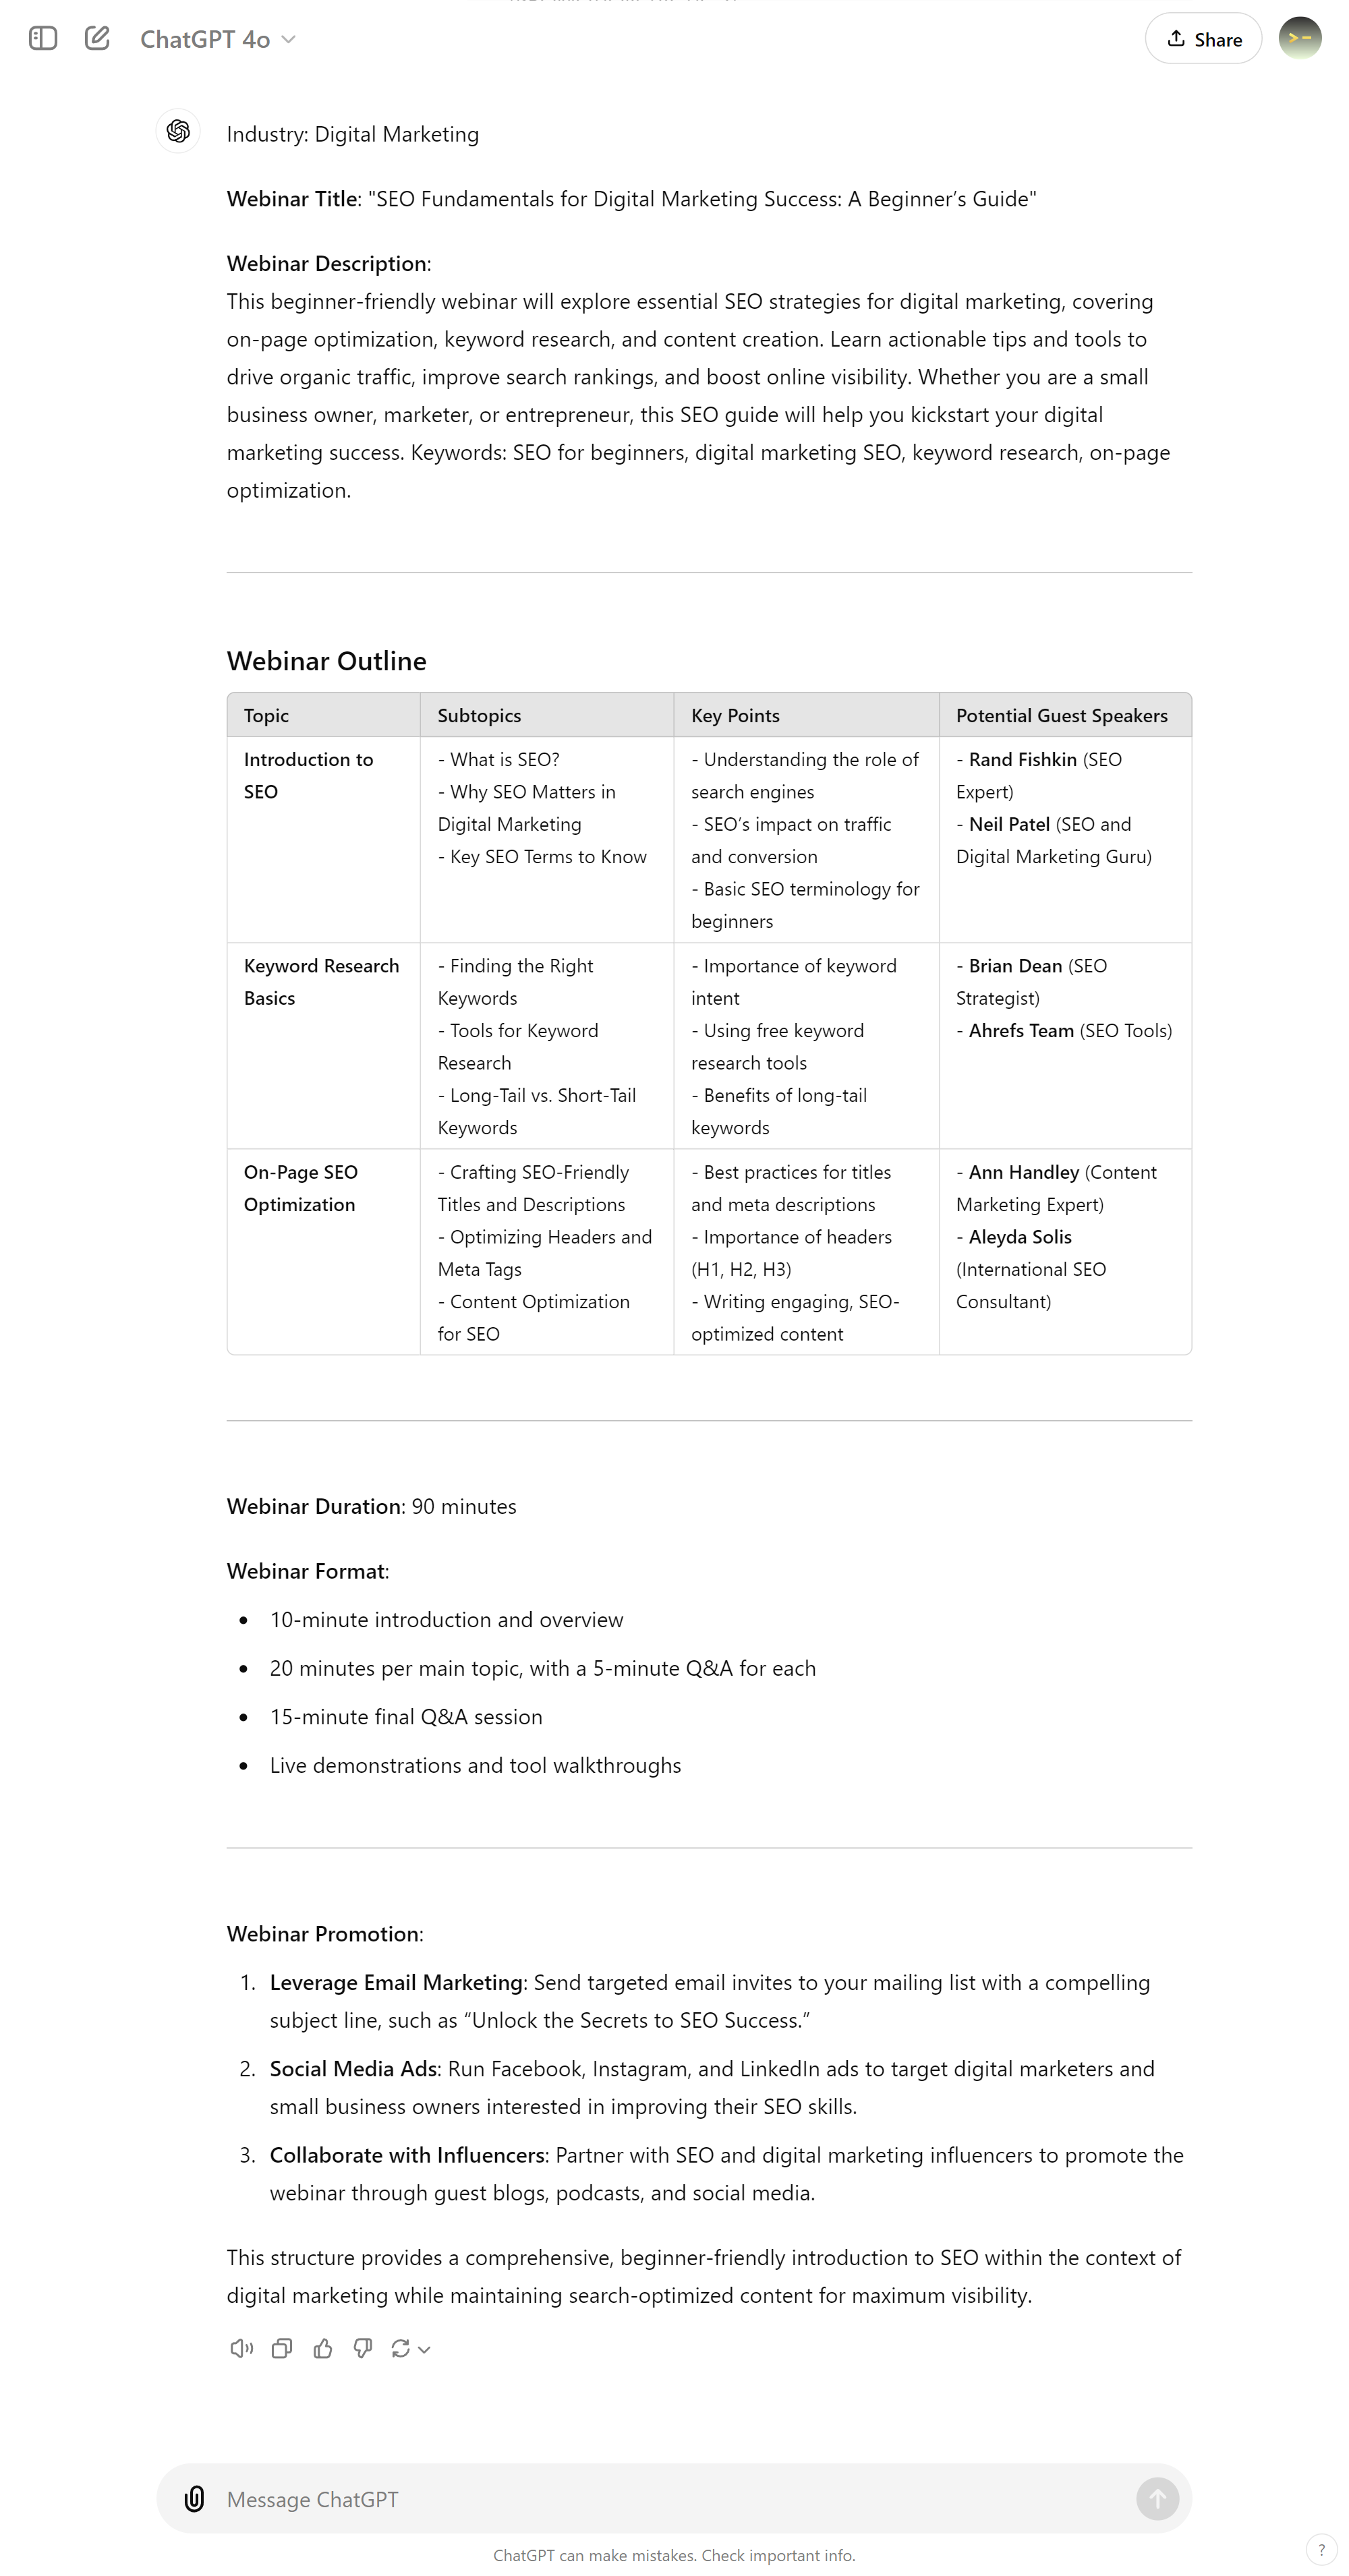 ChatGPT 4o
Share
Industry: Digital Marketing
Webinar Title: "SEO Fundamentals for Digital Marketing Success: A Beginner’s Guide"
Webinar Description:
This beginner-friendly webinar will explore essential SEO strategies for digital marketing, covering
on-page optimization, keyword research, and content creation. Learn actionable tips and tools to
drive organic traffic, improve search rankings, and boost online visibility. Whether you are a small
business owner, marketer, or entrepreneur, this SEO guide will help you kickstart your digital
marketing success. Keywords: SEO for beginners, digital marketing SEO, keyword research, on-page
optimization.
Webinar Outline
Topic
Subtopics
Key Points
Potential Guest Speakers
Introduction to
SEO
- What is SEO?
- Why SEO Matters in
Digital Marketing
- Key SEO Terms to Know
- Understanding the role of
search engines
- SEO’s impact on traffic
and conversion
- Basic SEO terminology for
beginners
- Rand Fishkin (SEO
Expert)
- Neil Patel (SEO and
Digital Marketing Guru)
Keyword Research
Basics
- Finding the Right
Keywords
- Tools for Keyword
Research
- Long-Tail vs. Short-Tail
Keywords
- Importance of keyword
intent
- Using free keyword
research tools
- Benefits of long-tail
keywords
- Brian Dean (SEO
Strategist)
- Ahrefs Team (SEO Tools)
On-Page SEO
Optimization
- Crafting SEO-Friendly
Titles and Descriptions
- Optimizing Headers and
Meta Tags
- Content Optimization
for SEO
- Best practices for titles
and meta descriptions
- Importance of headers
(H1, H2, H3)
- Writing engaging, SEO-
optimized content
- Ann Handley (Content
Marketing Expert)
- Aleyda Solis
(International SEO
Consultant)
Webinar Duration: 90 minutes
Webinar Format:
• 10-minute introduction and overview
• 20 minutes per main topic, with a 5-minute Q&A for each
• 15-minute final Q&A session
• Live demonstrations and tool walkthroughs
Webinar Promotion:
1. Leverage Email Marketing: Send targeted email invites to your mailing list with a compelling
subject line, such as “Unlock the Secrets to SEO Success.”
2. Social Media Ads: Run Facebook, Instagram, and LinkedIn ads to target digital marketers and
small business owners interested in improving their SEO skills.
3. Collaborate with Influencers: Partner with SEO and digital marketing influencers to promote the
webinar through guest blogs, podcasts, and social media.
This structure provides a comprehensive, beginner-friendly introduction to SEO within the context of
digital marketing while maintaining search-optimized content for maximum visibility.
Message ChatGPT
ChatGPT can make mistakes. Check important info.
?